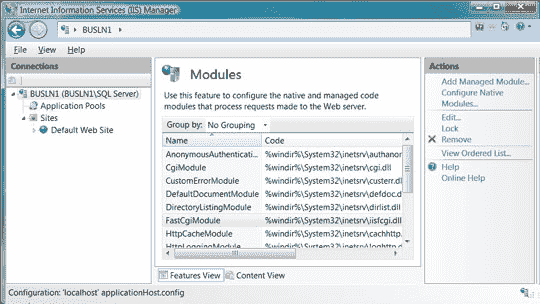 Internet Information Services (IIS) Manager
BUSLN1
File View Help
Connections
BUSLN1 (BUSLN1\SQL Server)
Application Pools
Sites
Default Web Site
Modules
Use this feature to configure the native and managed code
modules that process requests made to the Web server.
Group by: No Grouping
Name Code
AnonymousAuthenticati... %windir%\System32\inetsrv\authanon
CgiModule %windir%\System32\inetsrv\cgi.dll
CustomErrorModule %windir%\System32\inetsrv\custerr.dl
DefaultDocumentModule %windir%\System32\inetsrv\defdoc.d
DirectoryListingModule %windir%\System32\inetsrv\dirlist.dll
FastCgiModule %windir%\System32\inetsrv\iisfcgi.dll
HttpCacheModule %windir%\System32\inetsrv\cachhttp.
HttpLoggingModule %windir%\System32\inetsrv\loghttp.d
Features View Content View
Actions
Add Managed Module...
Configure Native
Modules...
Edit...
Lock
Remove
View Ordered List...
Help
Online Help
Configuration: 'localhost' applicationHost.config